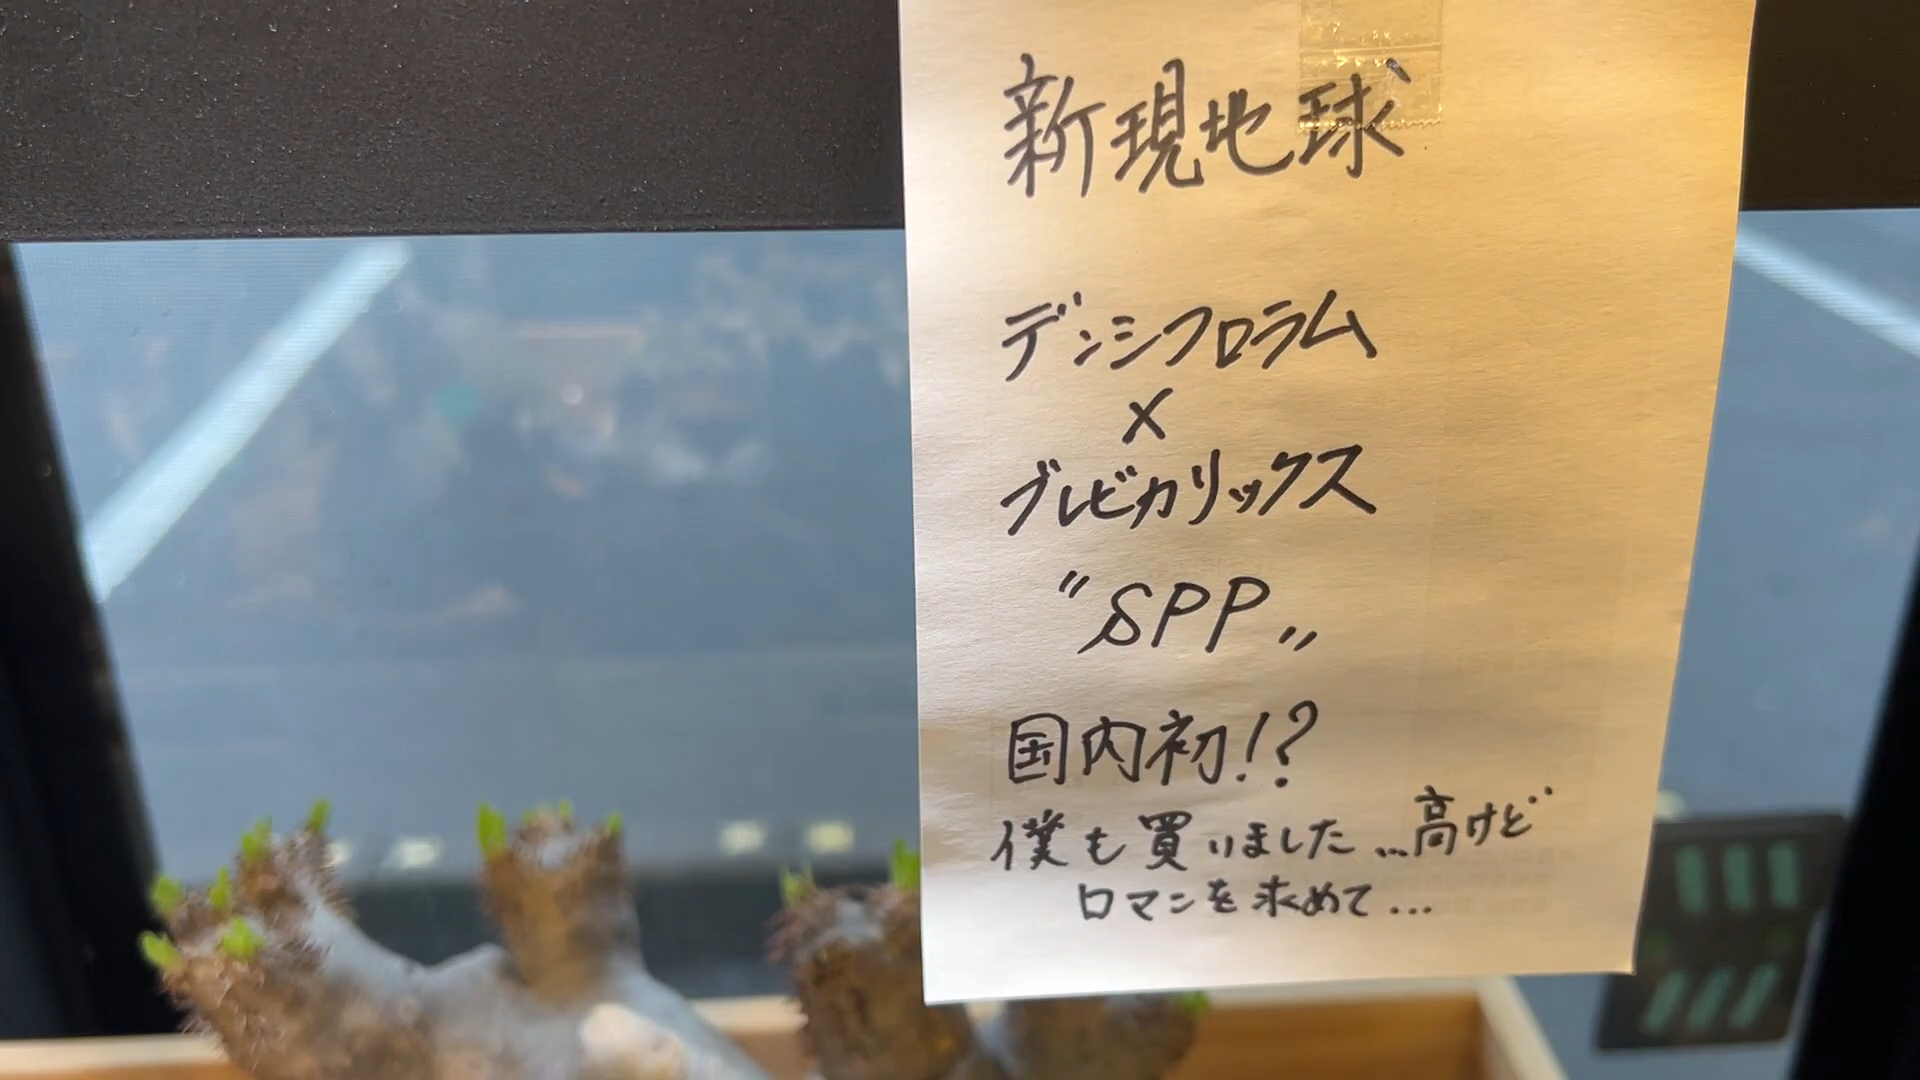 新現地球
デンシフロラム
×
ブレビカリックス
〝SPP〟
国内初!?
僕も買いました…高けど
ロマンを求めて...